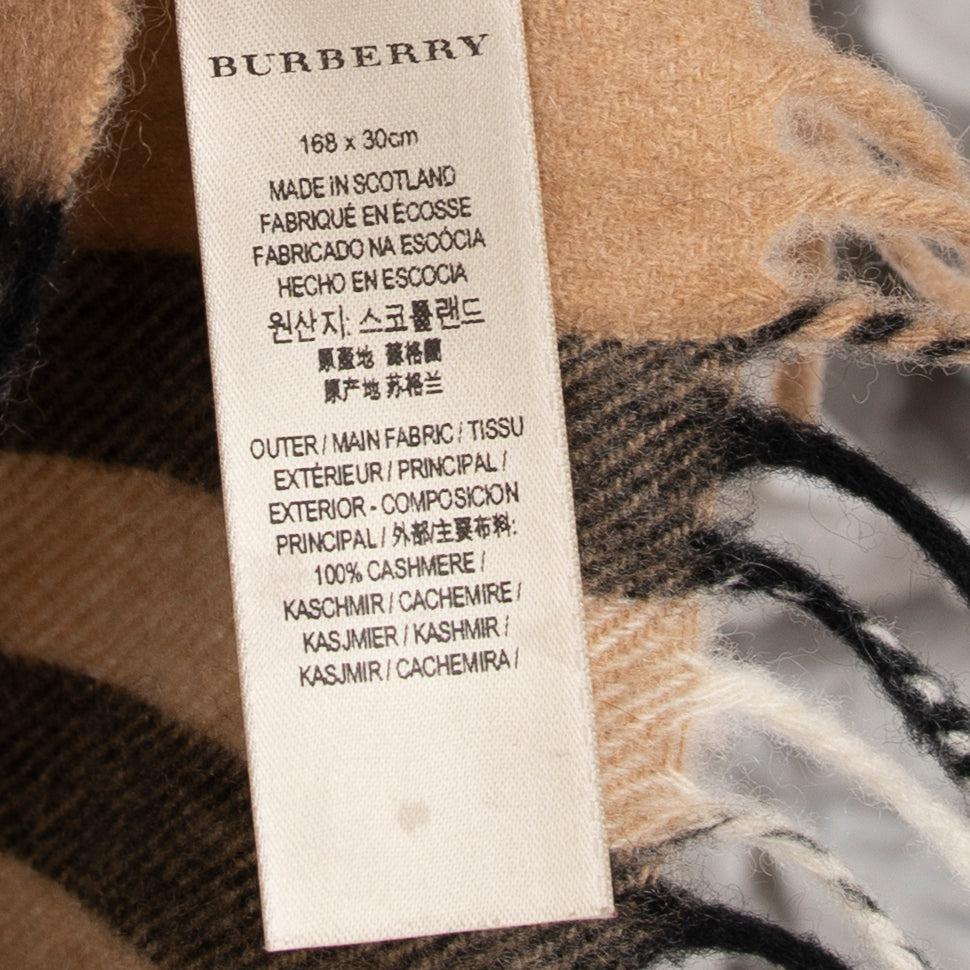 BURBERRY
168 x 30cm
MADE iN SCOTLAND
FABRIQUÉ EN ÉCOSSE
FABRICADO NA ESCÓCIA
HECHO EN ESCOCIA
원산지: 스코틀랜드
原產地 蘇格蘭
原产地 苏格兰
OUTER / MAIN FABRIC / TISSU
EXTÉRIEUR / PRINCIPAL /
EXTERIOR - COMPOSICION
PRINCIPAL / 外部/主要布料:
100% CASHMERE /
KASCHMIR / CACHEMIRE /
KASJMIER / KASHMIR /
KASJMIR / CACHEMIRA /